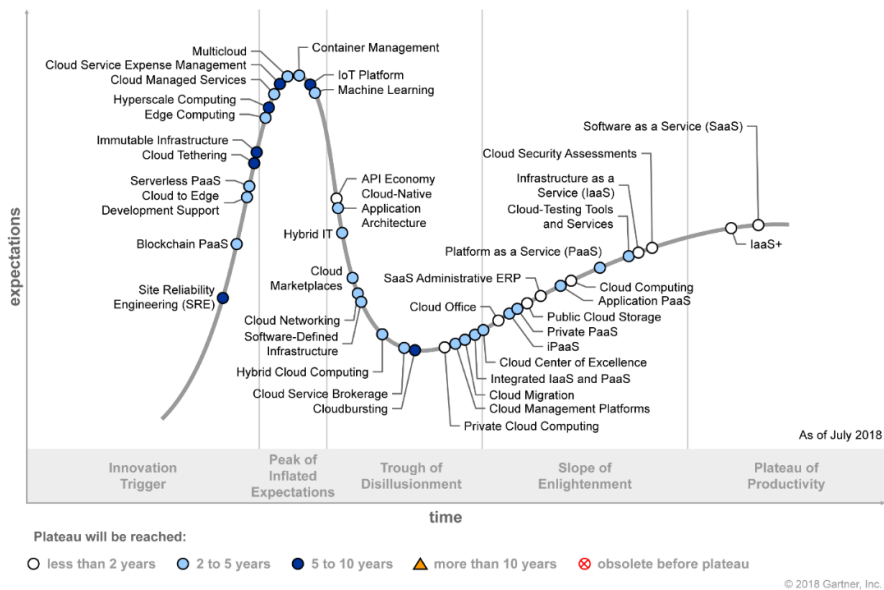 expectations
Multicloud
Cloud Service Expense Management
Cloud Managed Services
Hyperscale Computing
Edge Computing
Immutable Infrastructure
Cloud Tethering
Serverless PaaS
Cloud to Edge
Development Support
Blockchain PaaS
Site Reliability
Engineering (SRE)
Container Management
IoT Platform
Machine Learning
API Economy
Cloud-Native
Application
Architecture
Hybrid IT
Cloud
Marketplaces
Cloud Networking
Software-Defined
Infrastructure
Hybrid Cloud Computing
Cloud Service Brokerage
Cloudbursting
Software as a Service (SaaS)
Cloud Security Assessments
Infrastructure as a
Service (IaaS)
Cloud-Testing Tools
and Services
Platform as a Service (PaaS)
SaaS Administrative ERP
Cloud Office
IaaS+
Cloud Computing
Application PaaS
Public Cloud Storage
Private PaaS
iPaaS
Cloud Center of Excellence
Integrated IaaS and PaaS
Cloud Migration
Cloud Management Platforms
Private Cloud Computing
As of July 2018
Innovation
Trigger
Peak of
Inflated
Expectations
Trough of
Disillusionment
Slope of
Enlightenment
Plateau of
Productivity
time
Plateau will be reached:
less than 2 years
2 to 5 years
5 to 10 years
more than 10 years
obsolete before plateau
© 2018 Gartner, Inc.